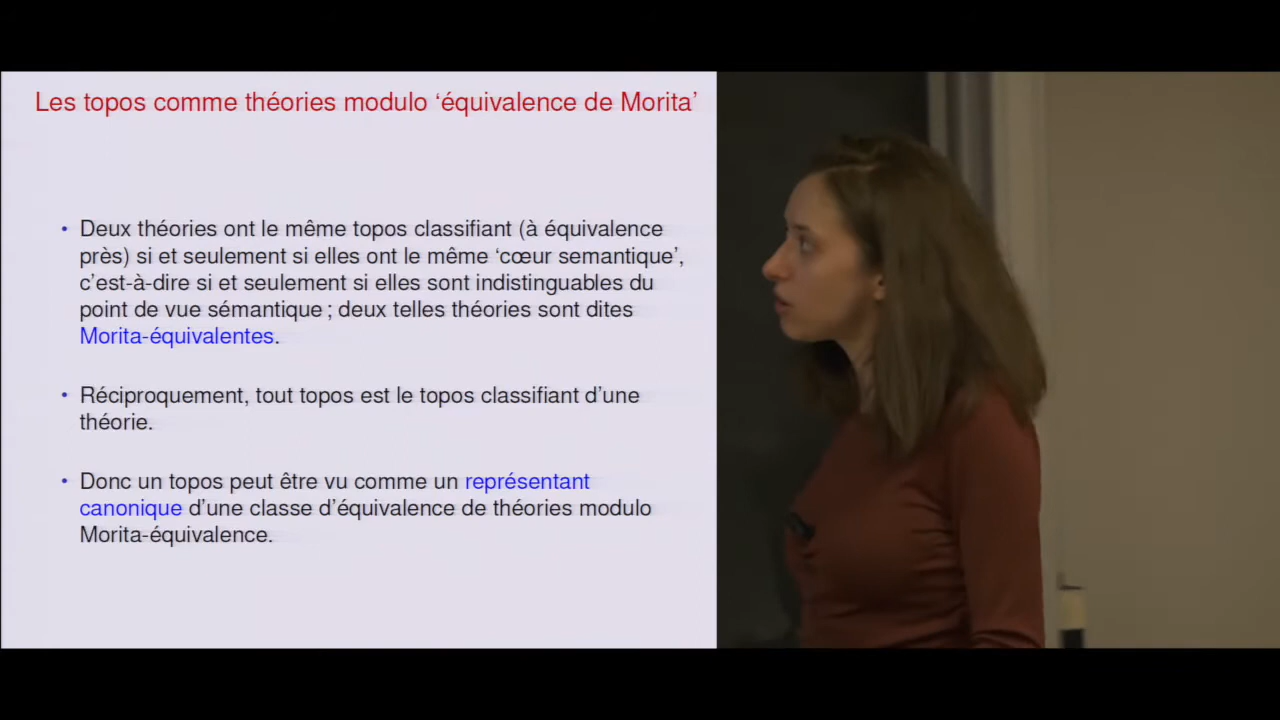 Les topos comme théories modulo ‘équivalence de Morita’
• Deux théories ont le même topos classifiant (à équivalence
près) si et seulement si elles ont le même ‘cœur semantique’,
c’est-à-dire si et seulement si elles sont indistinguables du
point de vue sémantique ; deux telles théories sont dites
Morita-équivalentes.
• Réciproquement, tout topos est le topos classifiant d’une
théorie.
• Donc un topos peut être vu comme un représentant
canonique d’une classe d’équivalence de théories modulo
Morita-équivalence.